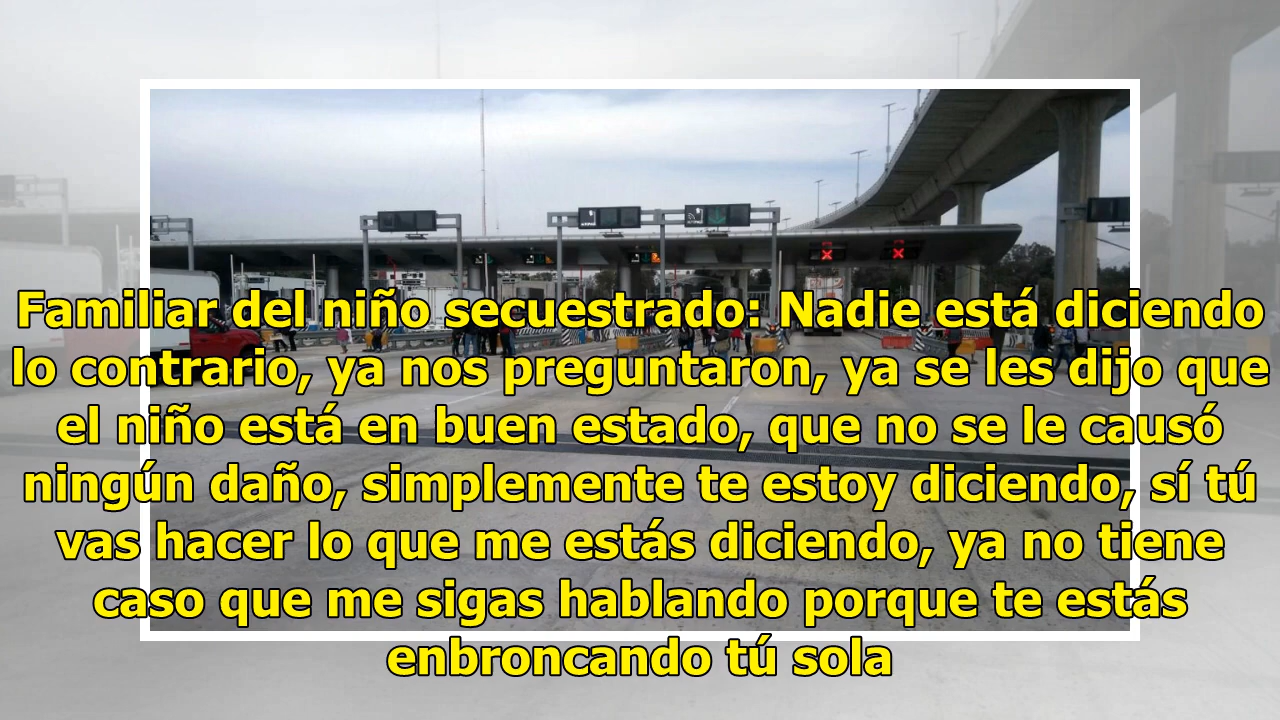 Familiar del niño secuestrado: Nadie está diciendo
lo contrario, ya nos preguntaron, ya se les dijo que
el niño está en buen estado, que no se le causó
ningún daño, simplemente te estoy diciendo, sí tú
vas hacer lo que me estás diciendo, ya no tiene
caso que me sigas hablando porque te estás
enbroncando tú sola